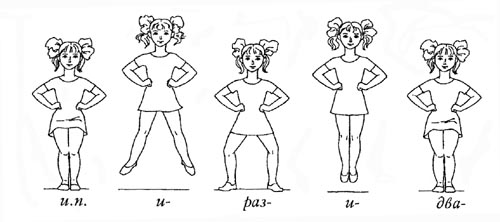 и.п. и- раз- и- два-